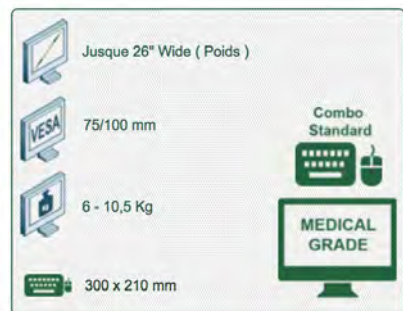 Jusque 26" Wide ( Poids )
VESA
75/100 mm
6 - 10,5 Kg
300 x 210 mm
Combo
Standard
MEDICAL
GRADE